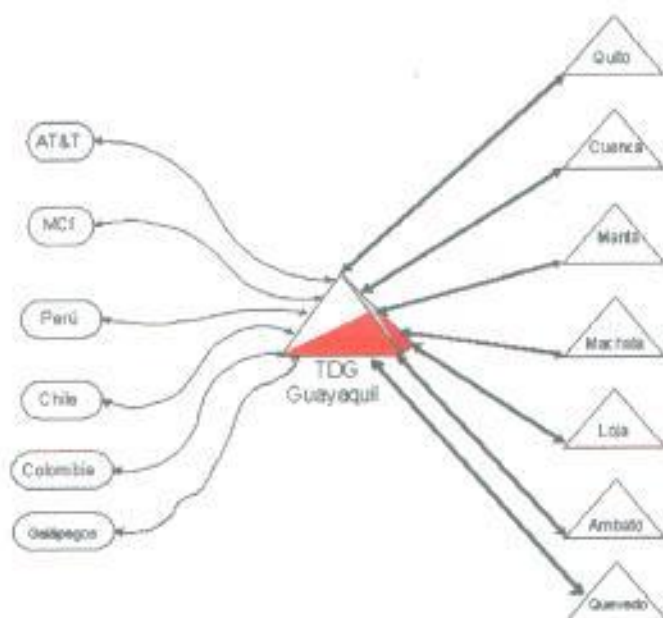 AT&T
MCI
Perú
Chile
Colombia
Galápagos
TDG
Guayaquil
Quito
Cuenca
Manta
Machala
Loja
Ambato
Quevedo